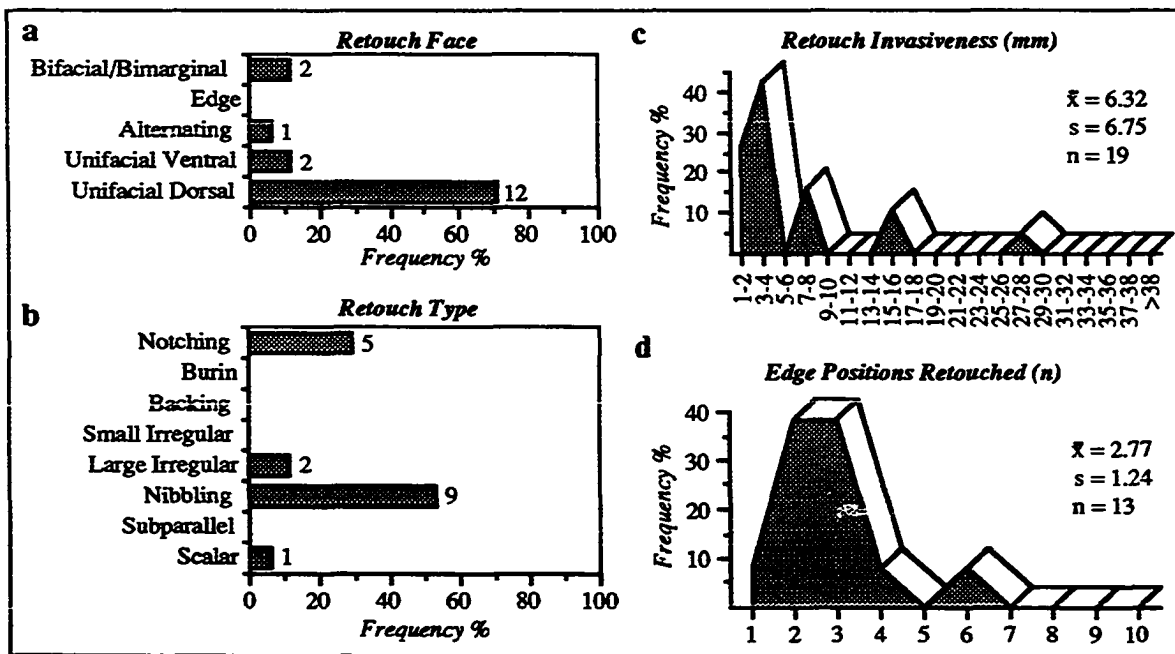 a
Retouch Face
Bifacial/Bimarginal 2
Edge
Alternating 1
Unifacial Ventral 2
Unifacial Dorsal 12
0 20 40 60 80 100
Frequency %
b
Retouch Type
Notching 5
Burin
Backing
Small Irregular
Large Irregular 2
Nibbling 9
Subparallel
Scalar 1
0 20 40 60 80 100
Frequency %
c
Retouch Invasiveness (mm)
Frequency %
40
30
20
10
x̄ = 6.32
s = 6.75
n = 19
1-2
3-4
5-6
7-8
9-10
11-12
13-14
15-16
17-18
19-20
21-22
23-24
25-26
27-28
29-30
31-32
33-34
35-36
37-38
>38
d
Edge Positions Retouched (n)
Frequency %
40
30
20
10
x̄ = 2.77
s = 1.24
n = 13
1 2 3 4 5 6 7 8 9 10